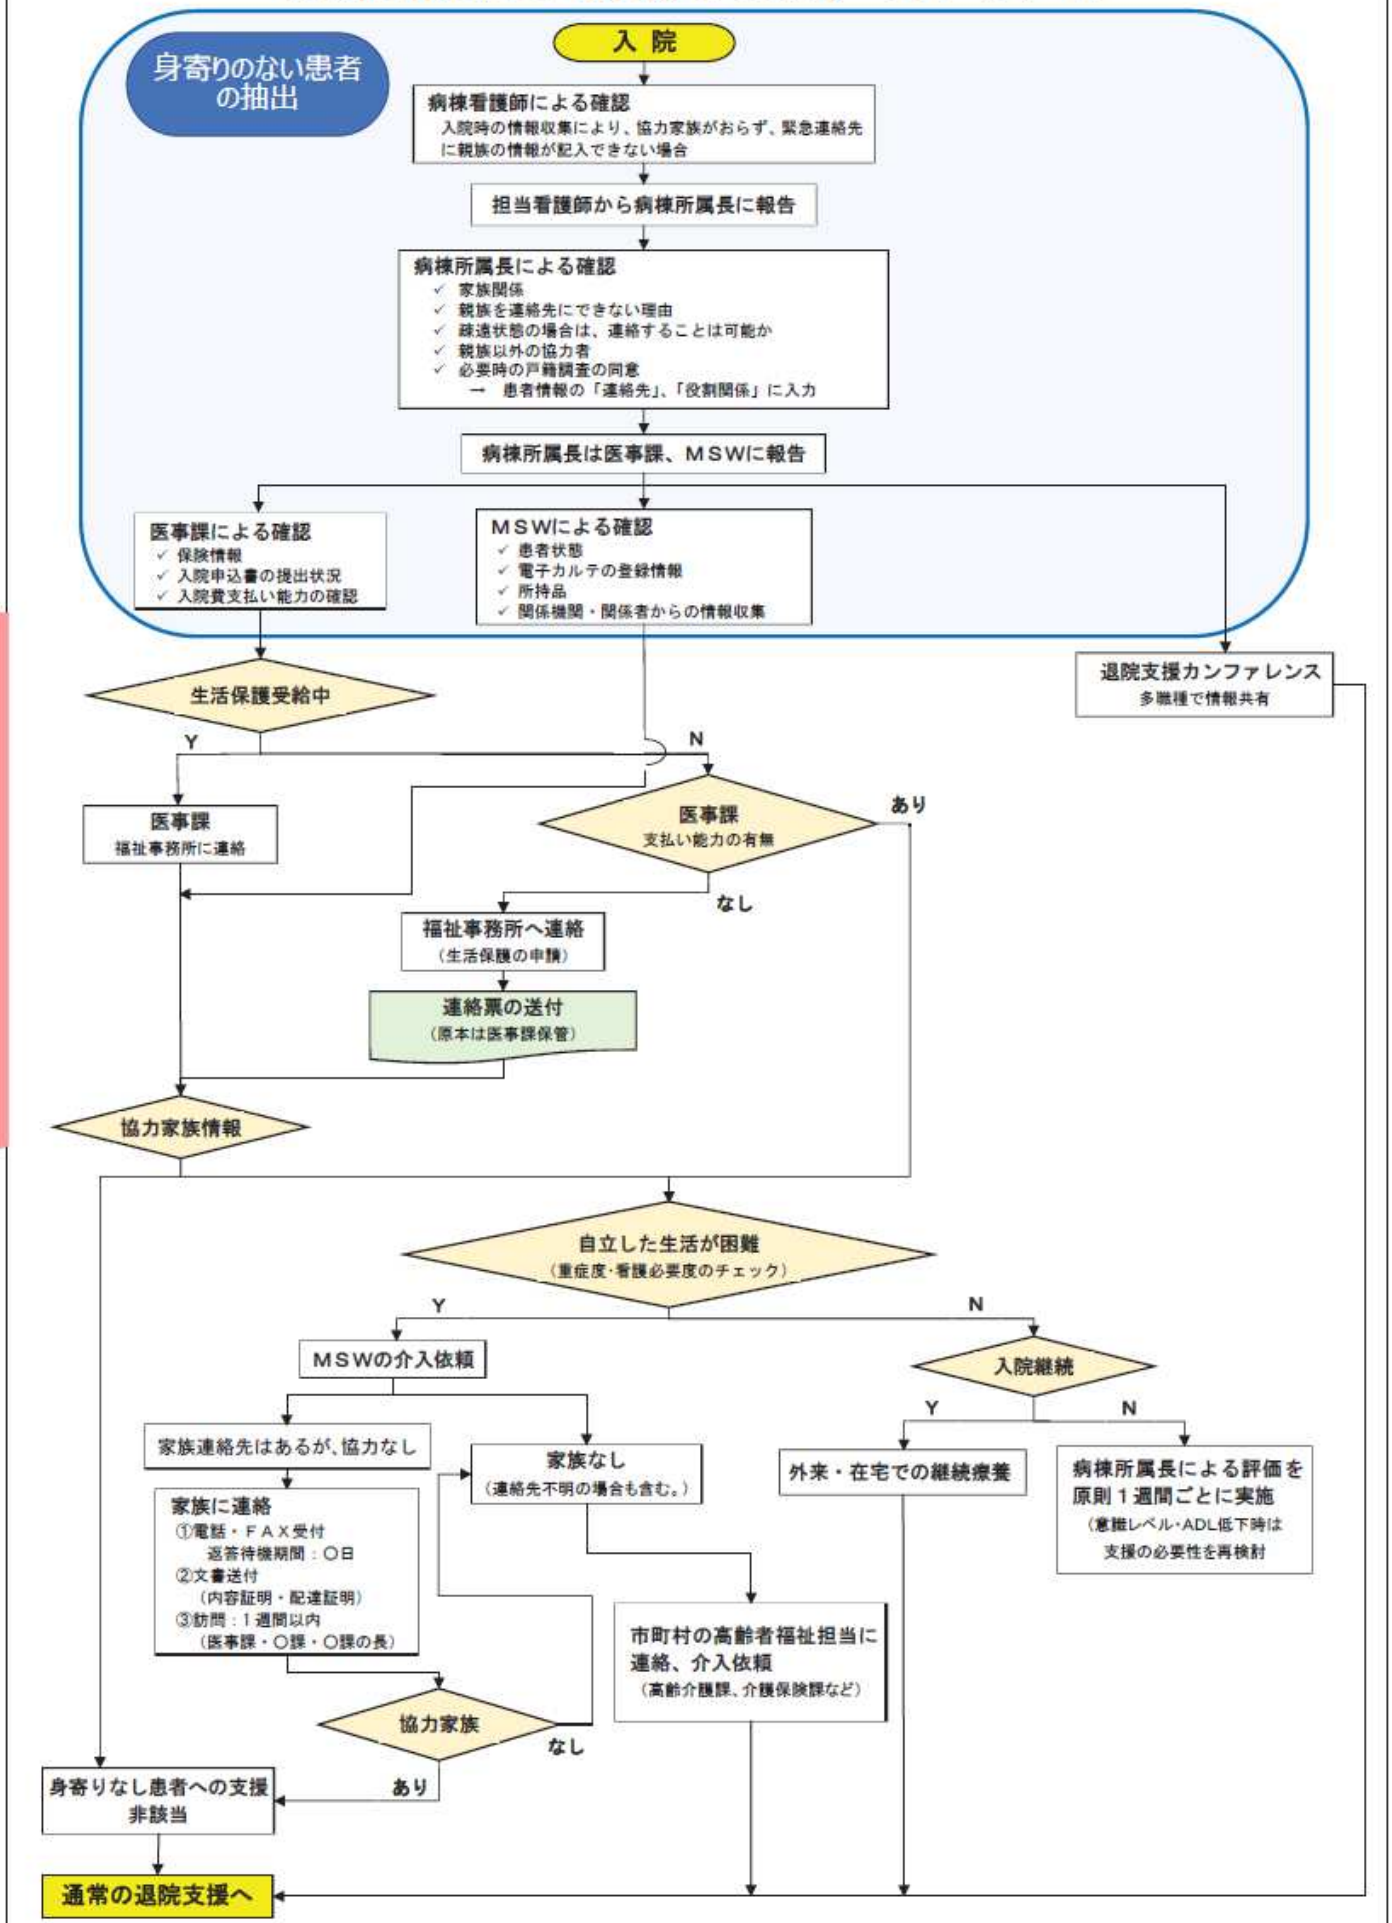 身寄りのない患者
の抽出
入 院
病棟看護師による確認
入院時の情報収集により、協力家族がおらず、緊急連絡先
に親族の情報が記入できない場合
担当看護師から病棟所属長に報告
病棟所属長による確認
✓ 家族関係
✓ 親族を連絡先にできない理由
✓ 疎遠状態の場合は、連絡することは可能か
✓ 親族以外の協力者
✓ 必要時の戸籍調査の同意
→ 患者情報の「連絡先」、「役割関係」に入力
病棟所属長は医事課、MSWに報告
医事課による確認
✓ 保険情報
✓ 入院申込書の提出状況
✓ 入院費支払い能力の確認
MSWによる確認
✓ 患者状態
✓ 電子カルテの登録情報
✓ 所持品
✓ 関係機関・関係者からの情報収集
退院支援カンファレンス
多職種で情報共有
生活保護受給中
Y
N
医事課
福祉事務所に連絡
医事課
支払い能力の有無
あり
なし
福祉事務所へ連絡
(生活保護の申請)
連絡票の送付
(原本は医事課保管)
協力家族情報
自立した生活が困難
(重症度・看護必要度のチェック)
Y
N
MSWの介入依頼
入院継続
Y
N
家族連絡先はあるが、協力なし
家族なし
(連絡先不明の場合も含む。)
外来・在宅での継続療養
病棟所属長による評価を
原則1週間ごとに実施
(意識レベル・ADL低下時は
支援の必要性を再検討
家族に連絡
①電話・FAX受付
返答待機期間:〇日
②文書送付
(内容証明・配達証明)
③訪問:1週間以内
(医事課・〇課・〇課の長)
市町村の高齢者福祉担当に
連絡、介入依頼
(高齢介護課、介護保険課など)
協力家族
なし
あり
身寄りなし患者への支援
非該当
通常の退院支援へ